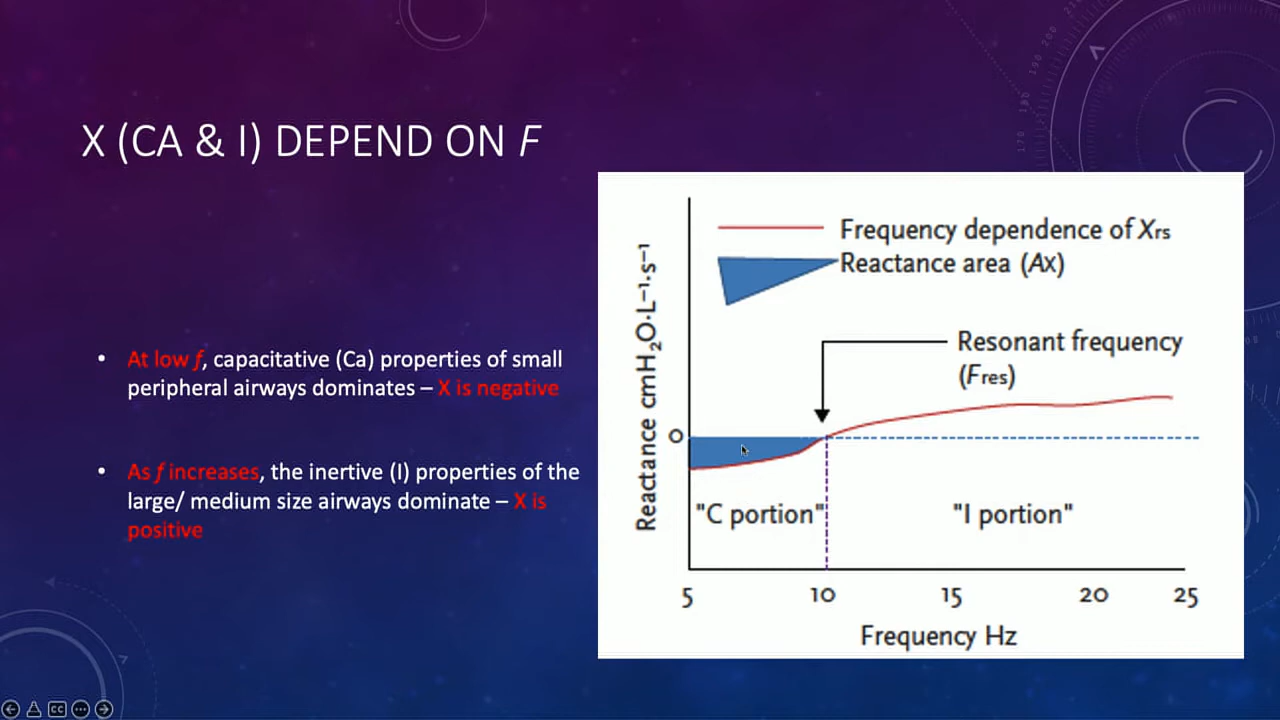 X (CA & I) DEPEND ON F
• At low f, capacitative (Ca) properties of small
peripheral airways dominates – X is negative
• As f increases, the inertive (I) properties of the
large/ medium size airways dominate – X is
positive
Frequency dependence of Xrs
Reactance area (Ax)
Resonant frequency
(Fres)
Reactance cmH₂O·L⁻¹·s⁻¹
0
"C portion"
"I portion"
5 10 15 20 25
Frequency Hz
CC